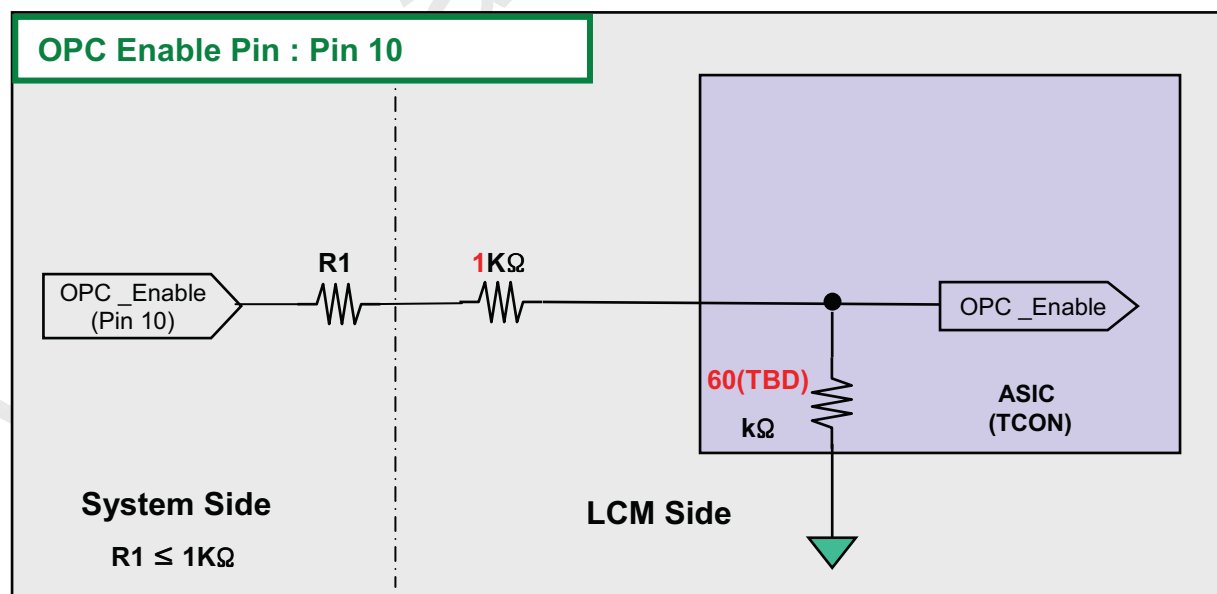 OPC Enable Pin : Pin 10
R1
1KΩ
OPC _Enable
(Pin 10)
OPC _Enable
60(TBD)
kΩ
ASIC
(TCON)
System Side
R1 ≤ 1KΩ
LCM Side